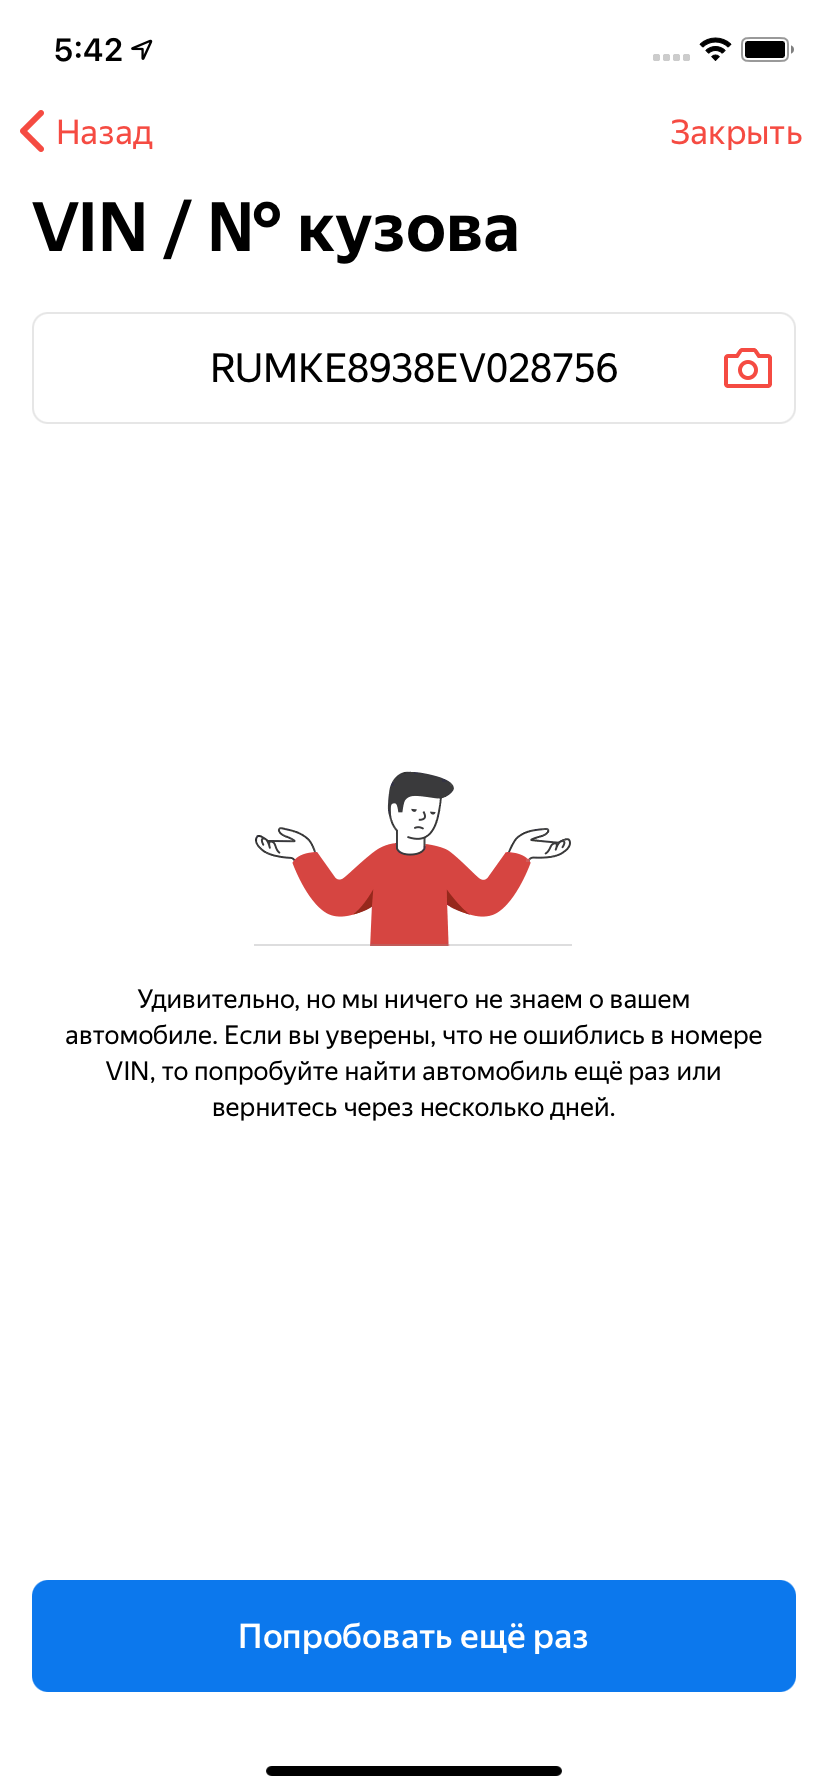 5:42
Назад
Закрыть
VIN / № кузова
RUMKE8938EV028756
Удивительно, но мы ничего не знаем о вашем
автомобиле. Если вы уверены, что не ошиблись в номере
VIN, то попробуйте найти автомобиль ещё раз или
вернитесь через несколько дней.
Попробовать ещё раз